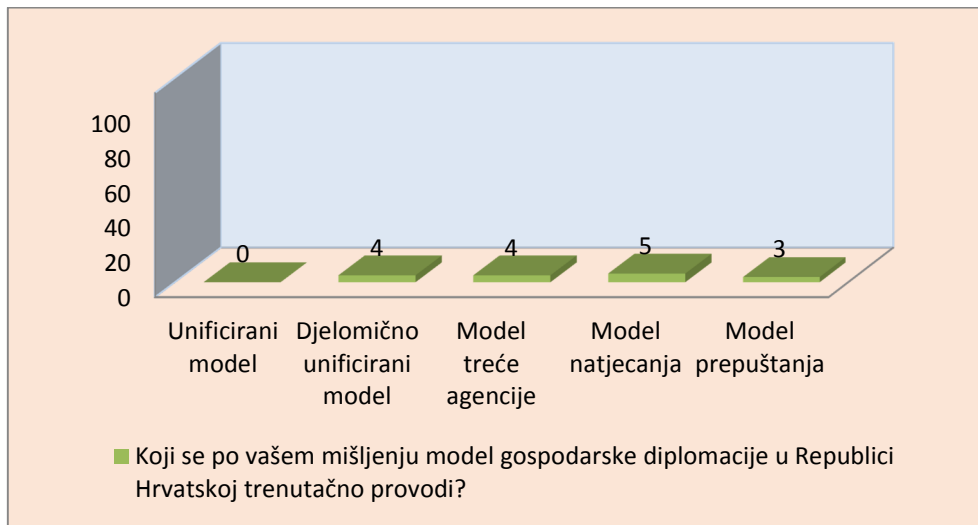 100
80
60
40
20
0
0
4
4
5
3
Unificirani
model
Djelomično
unificirani
model
Model
treće
agencije
Model
natjecanja
Model
prepuštanja
Koji se po vašem mišljenju model gospodarske diplomacije u Republici
Hrvatskoj trenutačno provodi?